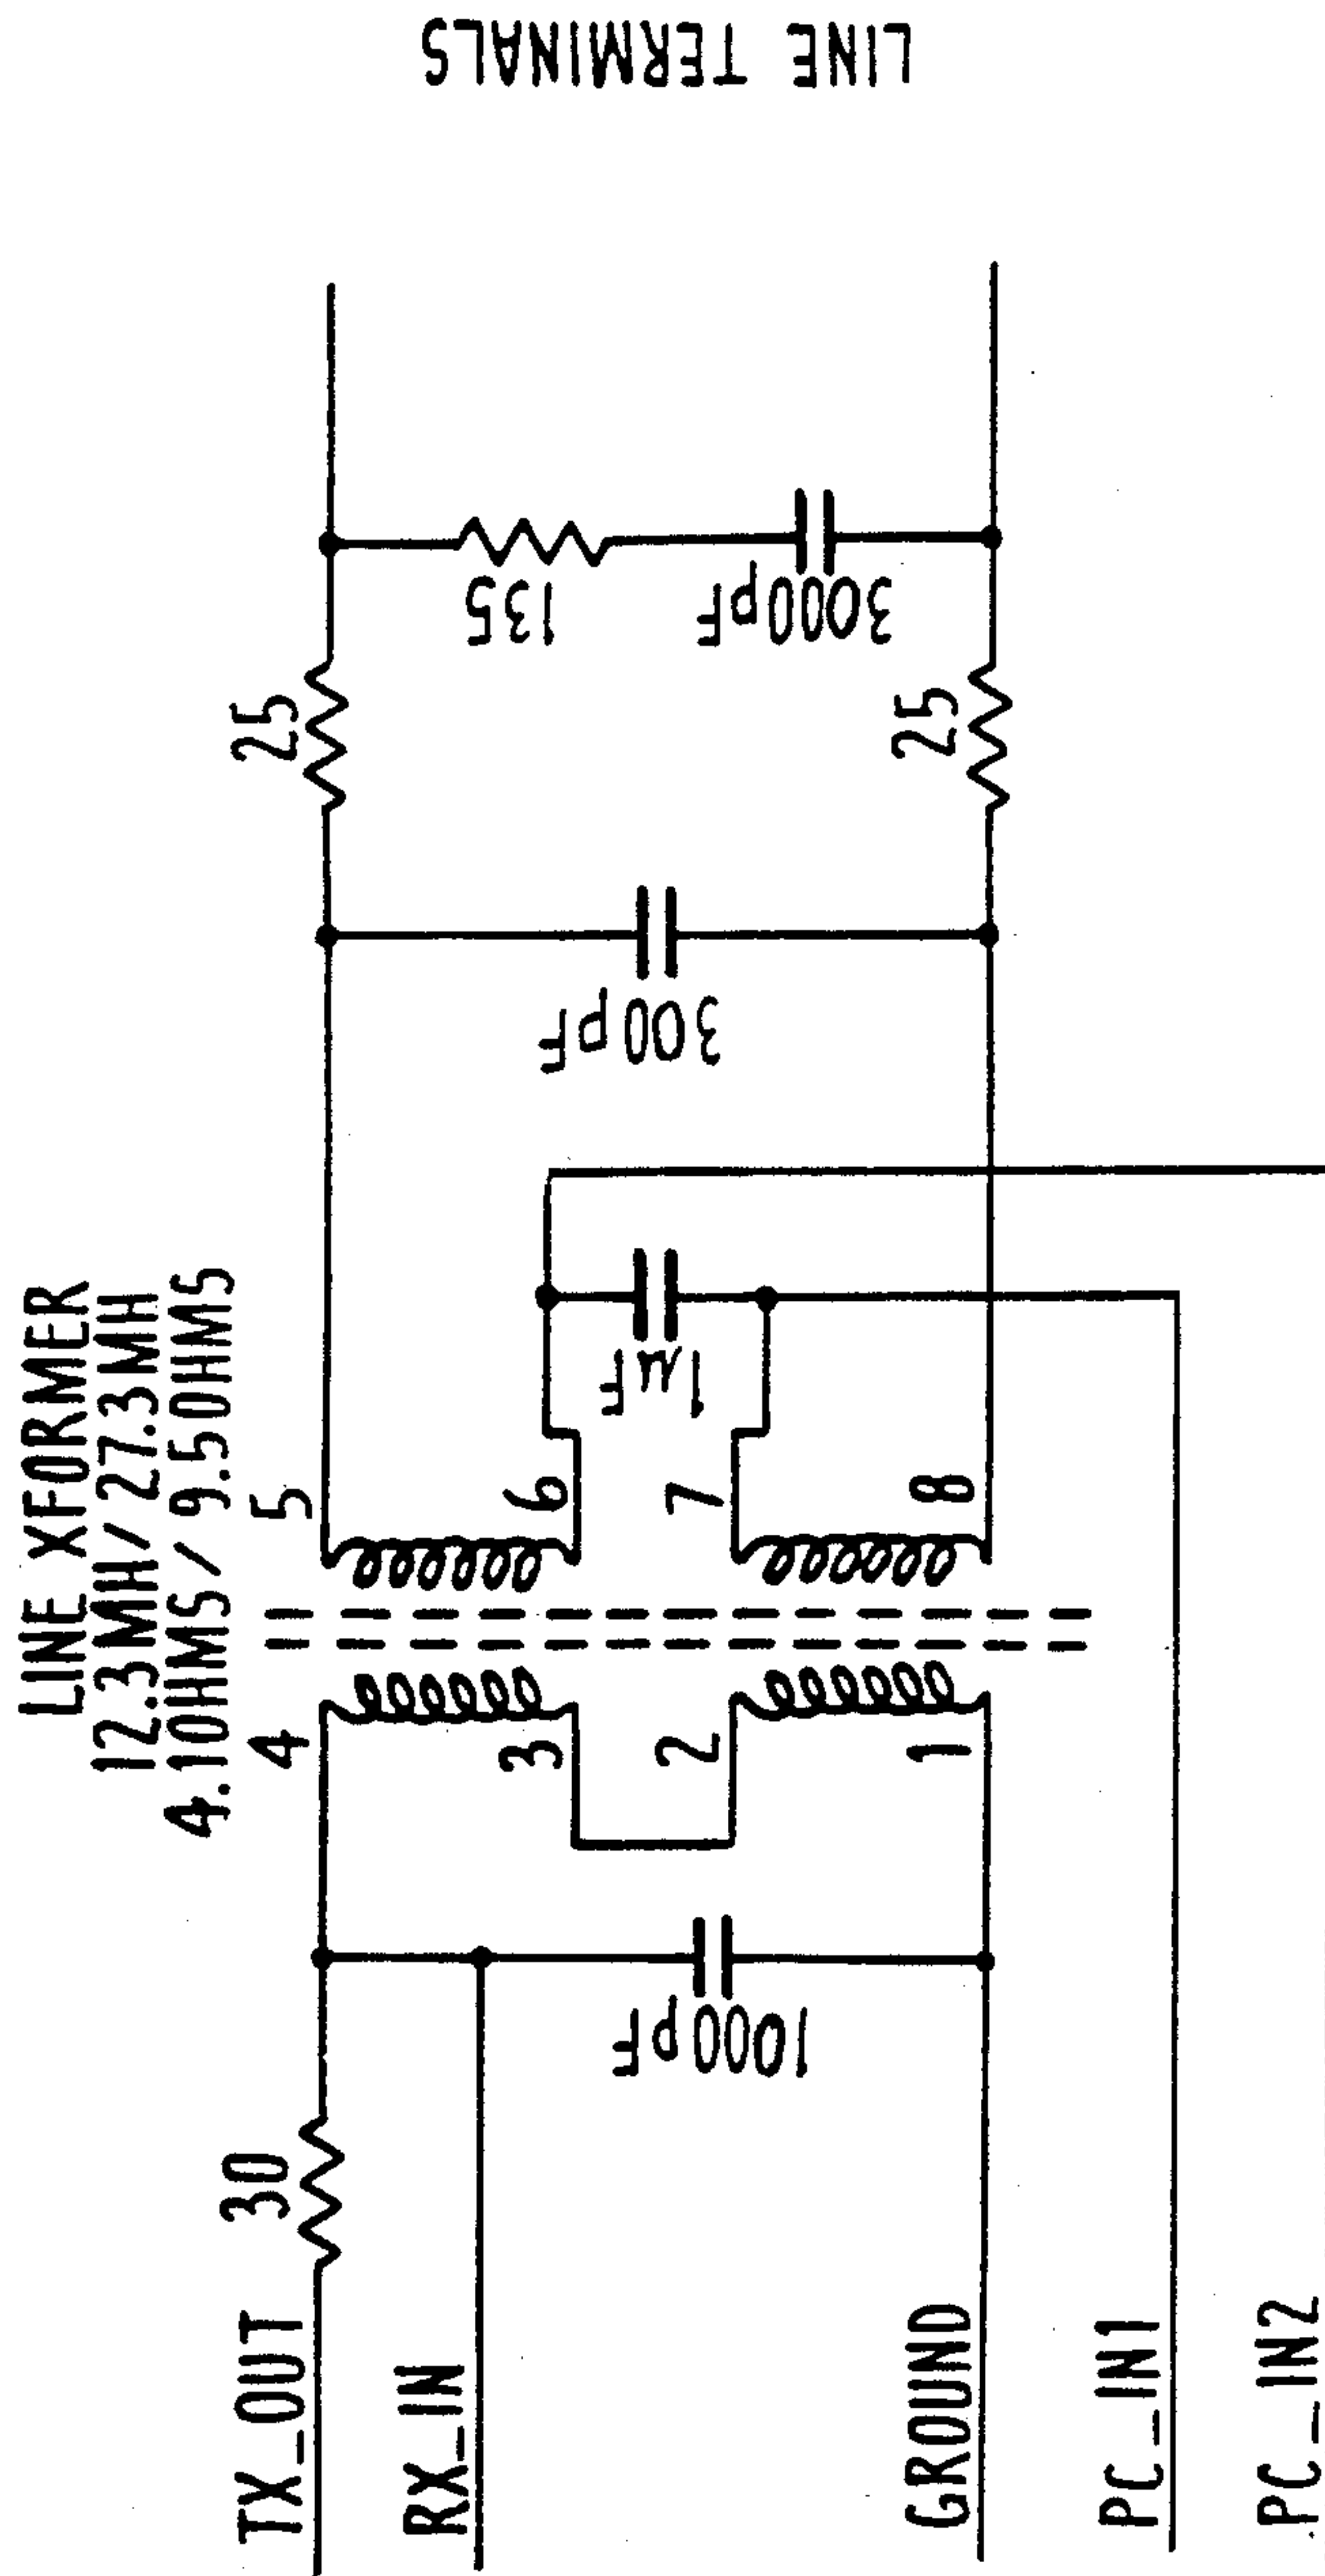 LINE XFORMER
12.3MH/27.3MH
4.1OHMS/9.5OHMS
TX_OUT
30
4
5
25
RX_IN
3
6
1000pF
1µF
300pF
135
3000pF
LINE TERMINALS
2
7
GROUND
1
8
25
PC_IN1
PC_IN2